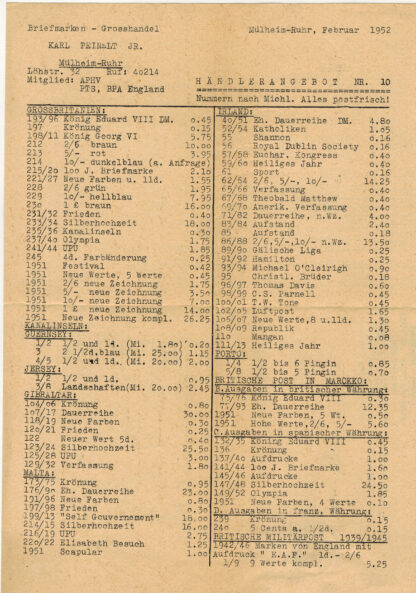 Briefmarken - Grosshandel
Mülheim-Ruhr, Februar 1952
KARL PEINELT JR.
Mülheim-Ruhr
Löhstr. 32 Ruf: 40214
Mitglied: APHV
PTS, BPA England
HÄNDLERANGEBOT NR. 10
Nummern nach Michl. Alles postfrisch!
GROSSBRITANIEN:
193/96 König Eduard VIII DM. 0.45
197 Krönung 0.15
198/11 König Georg VI 5.75
212 2/6 braun 10.00
213 5/- rot 3.95
214 10/- dunkelblau (a. Anfrage)
215/20 100 J. Briefmarke 2.10
221/27 Neue Farben u. 11d. 1.55
228 2/6 grün 1.95
229 10/- hellblau 7.95
230 1£ braun 16.00
231/32 Frieden 0.40
233/34 Silberhochzeit 18.00
235/36 Kanalinseln 0.30
237/40 Olympia 1.75
241/44 UPU 1.85
245 4d. Farbänderung 0.25
1951 Festival 0.42
1951 Neue Werte, 5 Werte 0.45
1951 2/6 neue Zeichnung 1.75
1951 5/- neue Zeichnung 3.50
1951 10/- neue Zeichnung 7.00
1951 1 £ neue Zeichnung 14.00
1951 Neue Zeichnung kompl. 26.25
KANALINSELN:
GUERNSEY:
1/2 1/2 und 1d. (Mi. 1.80) 0.20
3 2 1/2d.blau (Mi. 25.00) 1.15
4/5 1/2 und 1d. (Mi. 20.00) 2.00
JERSEY:
1/2 1/2 und 1d. 0.95
3/8 Landschaften(Mi. 20.00) 2.45
GIBRALTAR:
104/06 Krönung 0.80
107/17 Dauerreihe 30.00
118/19 Neue Farben 0.30
120/21 Frieden 0.25
122 Neuer Wert 5d. 0.40
123/24 Silberhochzeit 25.50
125/28 UPU 3.00
129/32 Verfassung 1.80
MALTA:
173/75 Krönung 0.95
176/90 Eh. Dauerreihe 23.00
191/96 Neue Farben 0.80
197/98 Frieden 0.30
199/13 "Self Gouvernement" 18.00
214/15 Silberhochzeit 16.00
216/19 UPU 2.75
220/22 Elisabeth Besuch 1.25
1951 Scapular 1.00
IRLAND:
40/51 Eh. Dauerreihe DM. 4.80
52/54 Katholiken 1.05
55 Shannon 0.16
56 Royal Dublin Society 0.16
57/58 Euchar. Kongress 0.40
59/60 Heiliges Jahr 0.40
61 Sport 0.16
62/64 2/6, 5/-, 10/- 14.25
65/66 Verfassung 0.40
67/68 Theobald Matthew 0.40
69/70 Amerik. Verfassung 0.40
71/82 Dauerreihe, n.Wz. 4.00
83/84 Aufstand 2.40
85 Aufstand 0.18
86/88 2/6,5/-,10/- n.Wz. 13.50
89/90 Gälische Liga 0.25
91/92 Hamilton 0.25
93/94 Michael O'Cleirigh 0.90
95 Christl. Brüder 0.18
96/97 Thomas Davis 0.60
98/99 C.S. Parnell 0.45
100/01 T.W. Tone 0.45
102/05 Luftpost 1.65
106/07 Neue Werte,8 u.11d. 1.30
108/09 Republik 0.45
110 Mangan 0.08
111/13 Heiliges Jahr 1.00
PORTO:
1/4 1/2 bis 6 Pingin 0.85
5/8 1/2 bis 5 Pingin 0.70
BRITISCHE POST IN MAROKKO:
B.Ausgaben in britischer Währung:
75/76 König Eduard VIII 0.30
77/93 Eh. Dauerreihe 12.35
1951 Neue Farben, 5 Wt. 0.50
1951 Hohe Werte,2/6, 5/- 5.60
C.Ausgaben in spanischer Währung:
132/35 König Eduard VIII 0.45
136 Krönung 0.15
137/40 Aufdrucke 1.00
141/44 100 J. Briefmarke 1.60
145/46 Aufdrucke 1.00
147/48 Silberhochzeit 24.50
149/52 Olympia 1.85
1951 Neue Farben, 4 Werte 0.10
D. Ausgaben in franz. Währung:
239 Krönung 0.15
240 5 Cents a. 1/2d. 0.15
BRITISCHE MILITÄRPOST 1939/1945
1942/46 Marken von England mit
Aufdruck "M.E.F." 1d.- 2/6
1/9 9 Werte kompl. 5.25